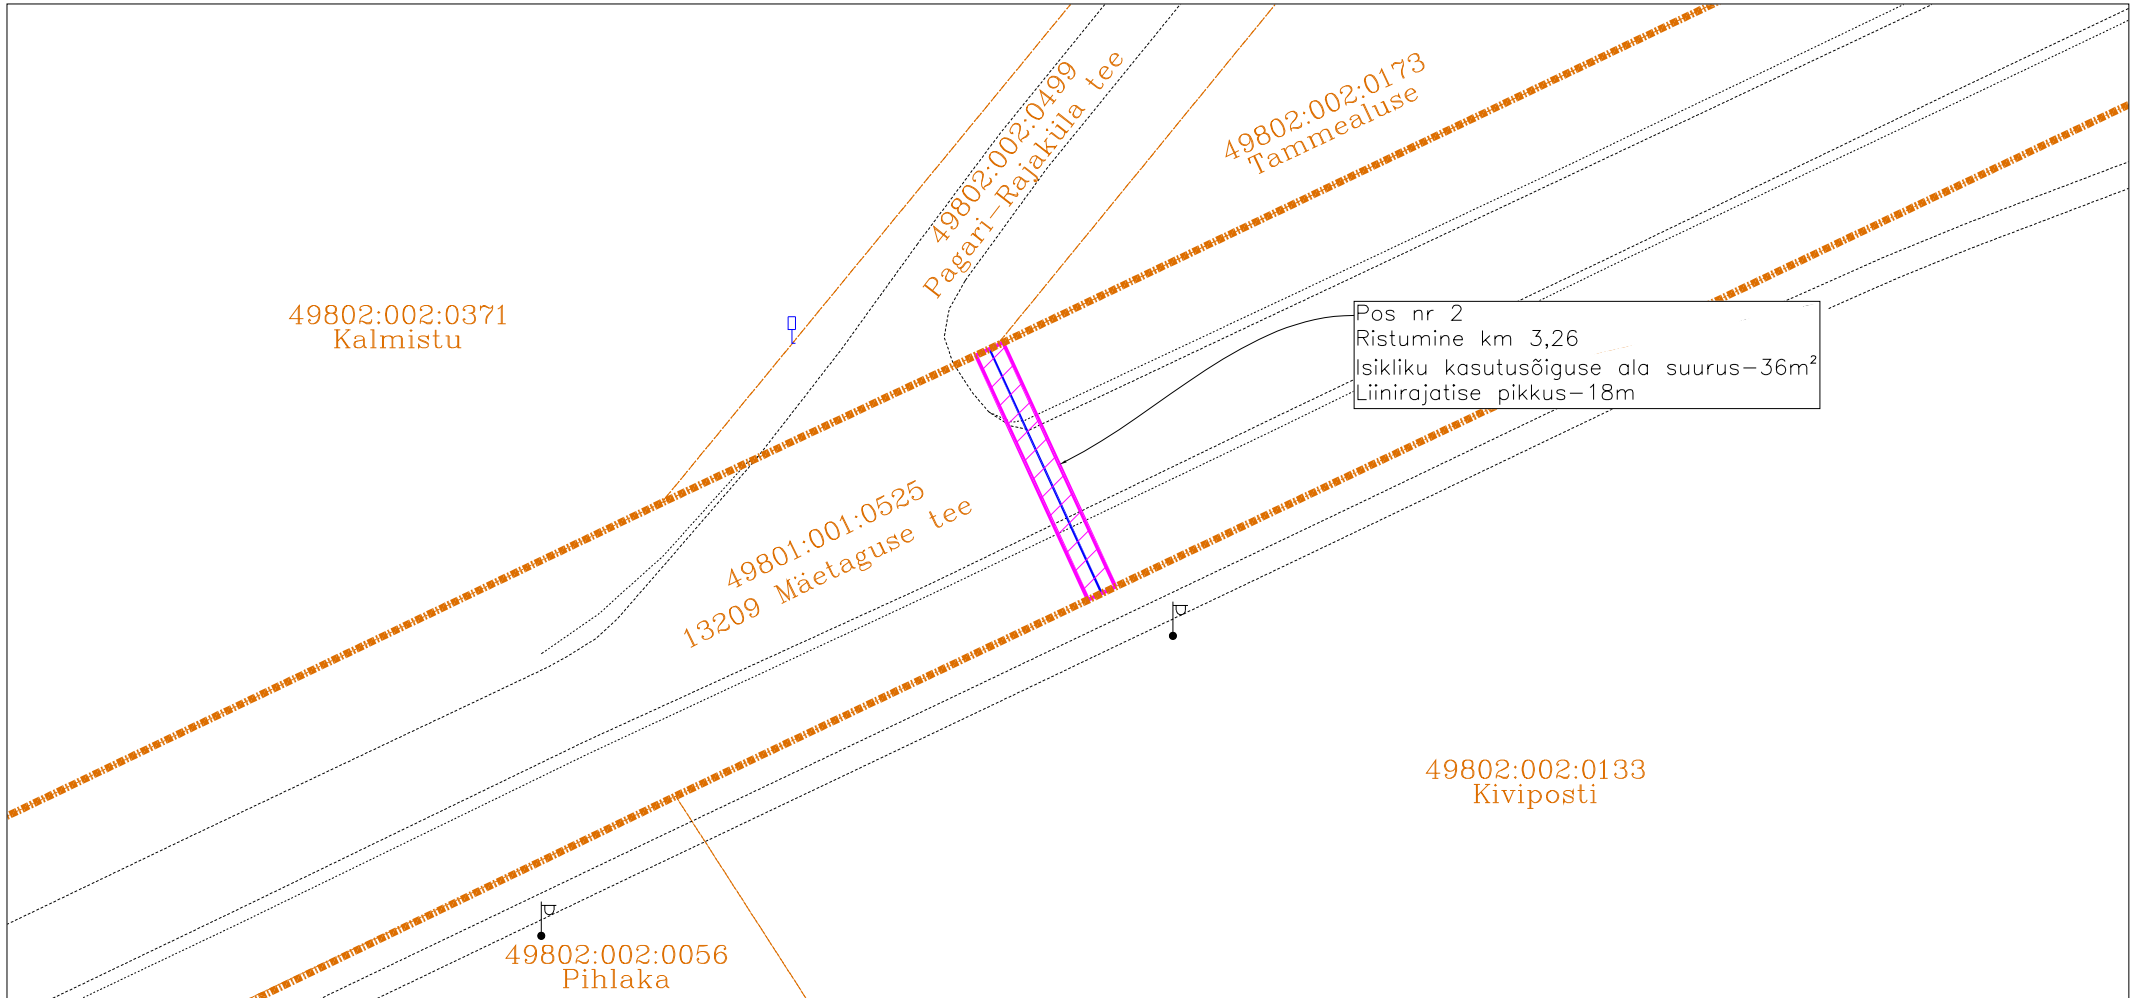 49802:002:0499
Pagari-Rajaküla tee
49802:002:0173
Tammealuse
49802:002:0371
Kalmistu
Pos nr 2
Ristumine km 3,26
Isikliku kasutusõiguse ala suurus-36m²
Liinirajatise pikkus-18m
49801:001:0525
13209 Mäetaguse tee
49802:002:0133
Kiviposti
49802:002:0056
Pihlaka